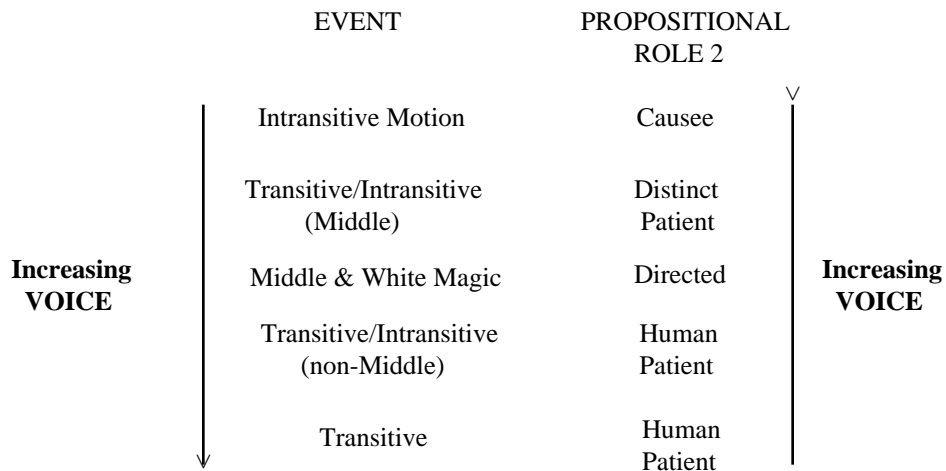 EVENT PROPOSITIONAL
ROLE 2
Intransitive Motion Causee
Transitive/Intransitive Distinct
(Middle) Patient
Increasing Middle & White Magic Directed Increasing
VOICE VOICE
Transitive/Intransitive Human
(non-Middle) Patient
Transitive Human
Patient